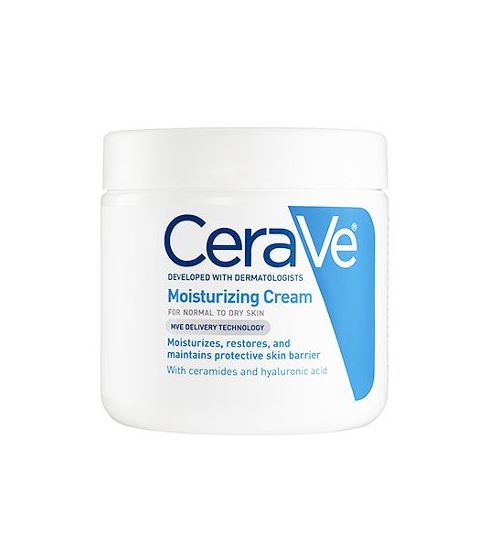 CeraVe®
DEVELOPED WITH DERMATOLOGISTS
Moisturizing Cream
FOR NORMAL TO DRY SKIN
MVE DELIVERY TECHNOLOGY
Moisturizes, restores, and
maintains protective skin barrier
With ceramides and hyaluronic acid